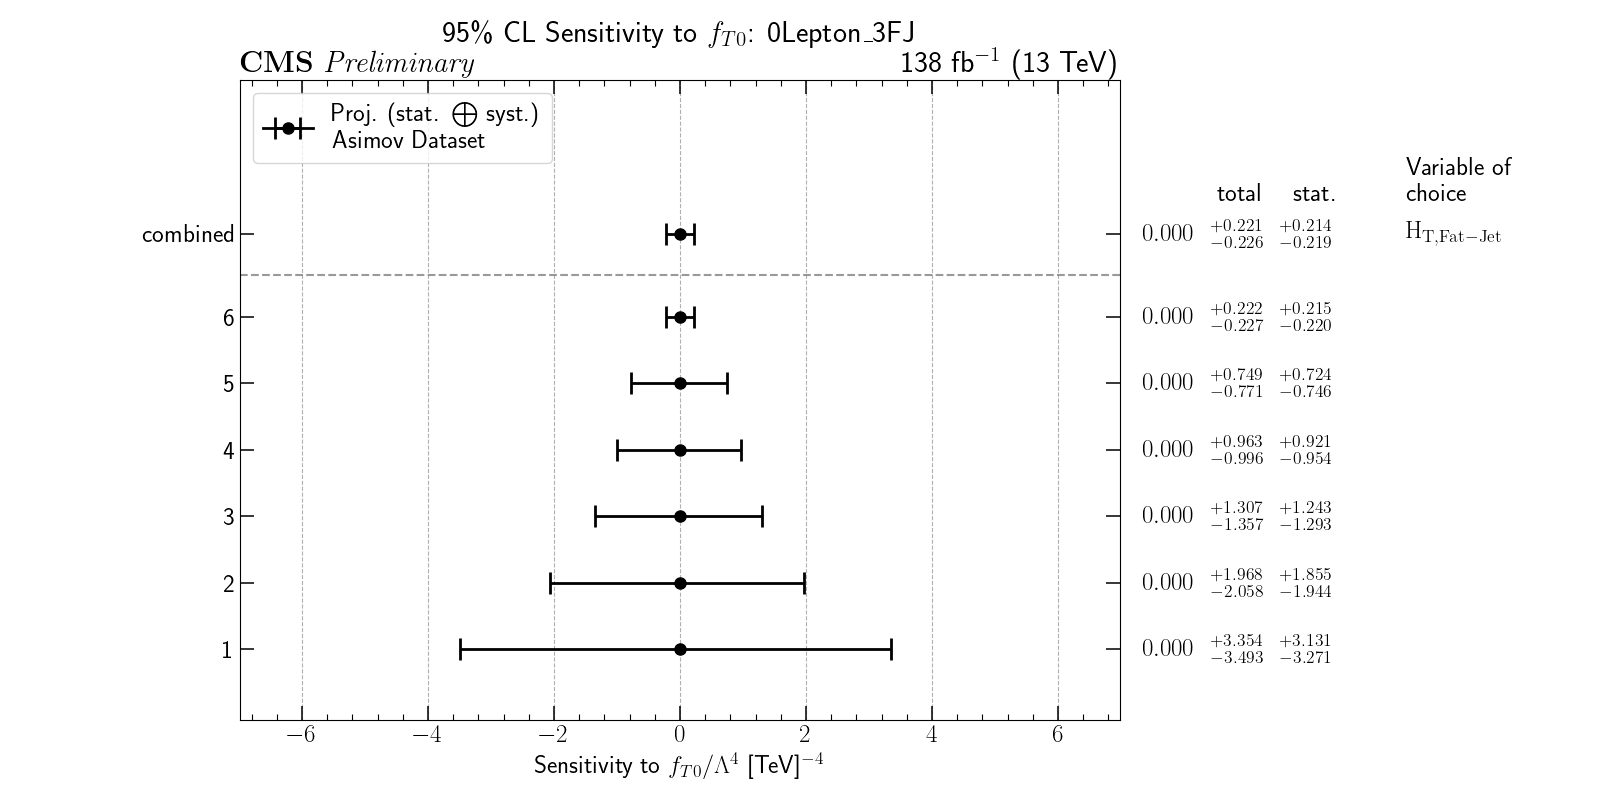 95% CL Sensitivity to f_{T0}: 0Lepton_3FJ
CMS Preliminary 138 fb^{-1} (13 TeV)
Proj. (stat. ⨁ syst.)
Asimov Dataset
Variable of
total stat. choice
combined 0.000 +0.221 −0.226 +0.214 −0.219 H_{T,Fat−Jet}
6 0.000 +0.222 −0.227 +0.215 −0.220
5 0.000 +0.749 −0.771 +0.724 −0.746
4 0.000 +0.963 −0.996 +0.921 −0.954
3 0.000 +1.307 −1.357 +1.243 −1.293
2 0.000 +1.968 −2.058 +1.855 −1.944
1 0.000 +3.354 −3.493 +3.131 −3.271
−6 −4 −2 0 2 4 6
Sensitivity to f_{T0}/Λ^4 [TeV]^{−4}